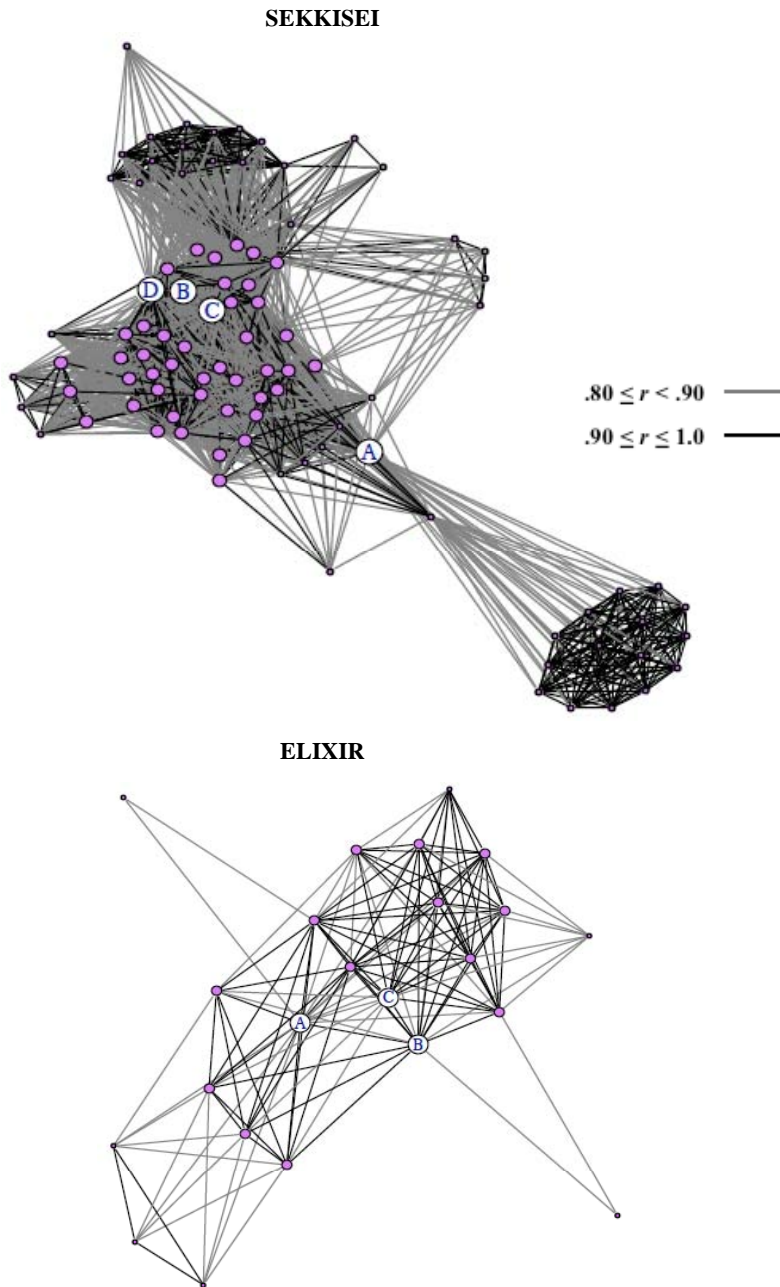 SEKKISEI
D
B
C
.80 ≤ r < .90
.90 ≤ r ≤ 1.0
A
ELIXIR
C
A
B